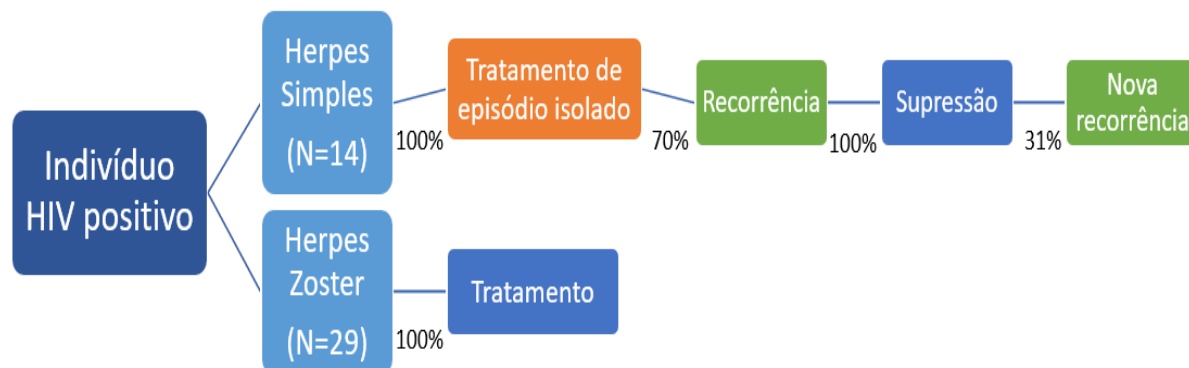 Indivíduo
HIV positivo
Herpes
Simples
(N=14)
100%
Tratamento de
episódio isolado
70%
Recorrência
100%
Supressão
31%
Nova
recorrência
Herpes
Zoster
(N=29)
100%
Tratamento